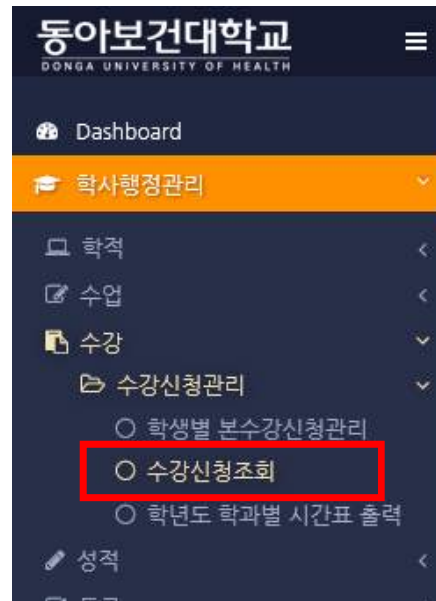 동아보건대학교
DONGA UNIVERSITY OF HEALTH
Dashboard
학사행정관리
학적
수업
수강
수강신청관리
학생별 본수강신청관리
수강신청조회
학년도 학과별 시간표 출력
성적